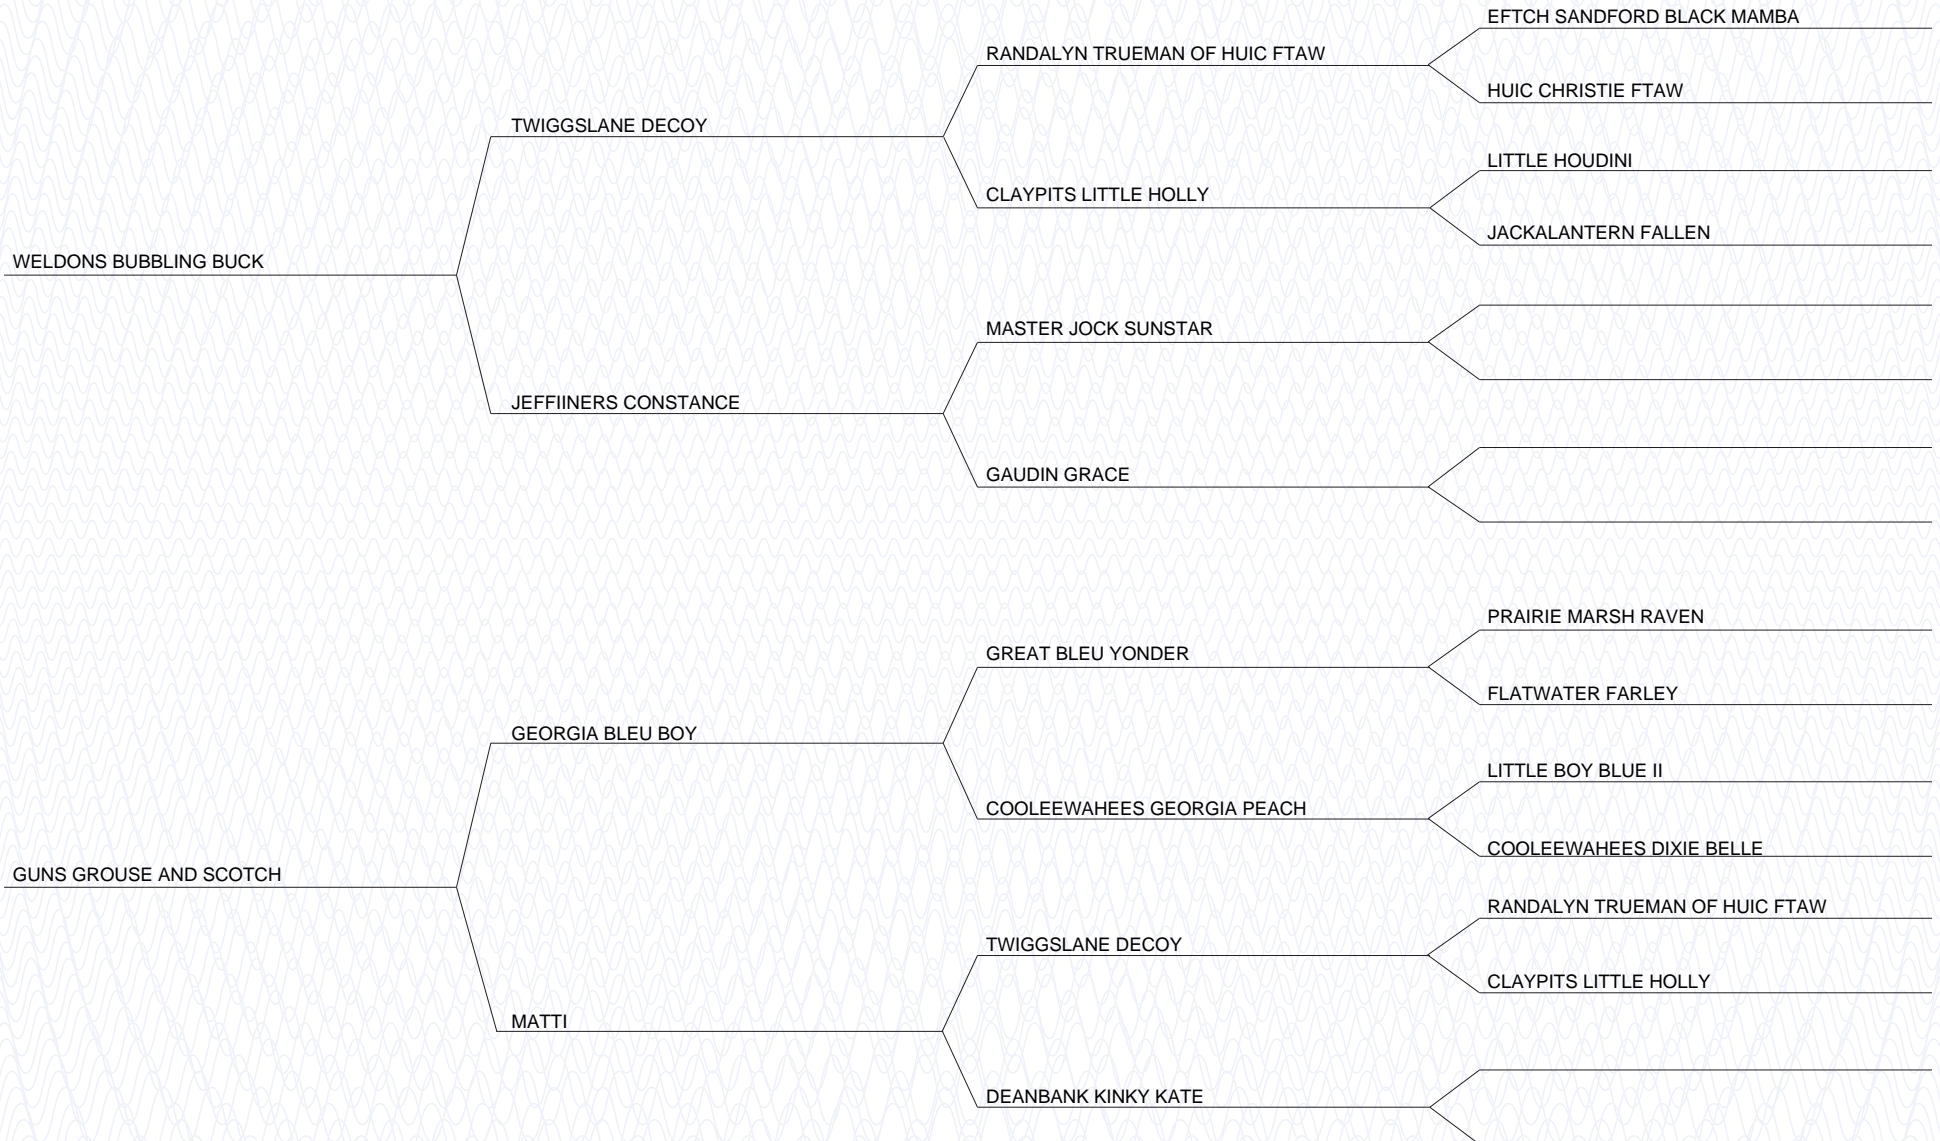 EFTCH SANDFORD BLACK MAMBA
RANDALYN TRUEMAN OF HUIC FTAW
HUIC CHRISTIE FTAW
TWIGGSLANE DECOY
LITTLE HOUDINI
CLAYPITS LITTLE HOLLY
JACKALANTERN FALLEN
WELDONS BUBBLING BUCK
MASTER JOCK SUNSTAR
JEFFIINERS CONSTANCE
GAUDIN GRACE
PRAIRIE MARSH RAVEN
GREAT BLEU YONDER
FLATWATER FARLEY
GEORGIA BLEU BOY
LITTLE BOY BLUE II
COOLEEWAHEES GEORGIA PEACH
COOLEEWAHEES DIXIE BELLE
GUNS GROUSE AND SCOTCH
RANDALYN TRUEMAN OF HUIC FTAW
TWIGGSLANE DECOY
CLAYPITS LITTLE HOLLY
MATTI
DEANBANK KINKY KATE